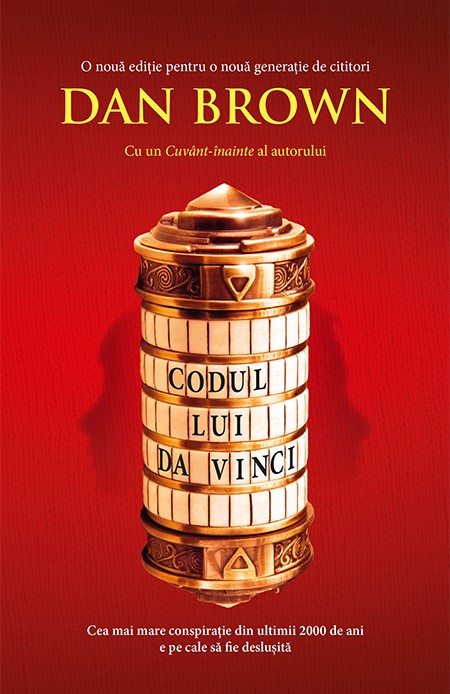 O nouă ediție pentru o nouă generație de cititori
DAN BROWN
Cu un Cuvânt-înainte al autorului
CODUL
LUI
DA VINCI
Cea mai mare conspirație din ultimii 2000 de ani
e pe cale să fie deslușită